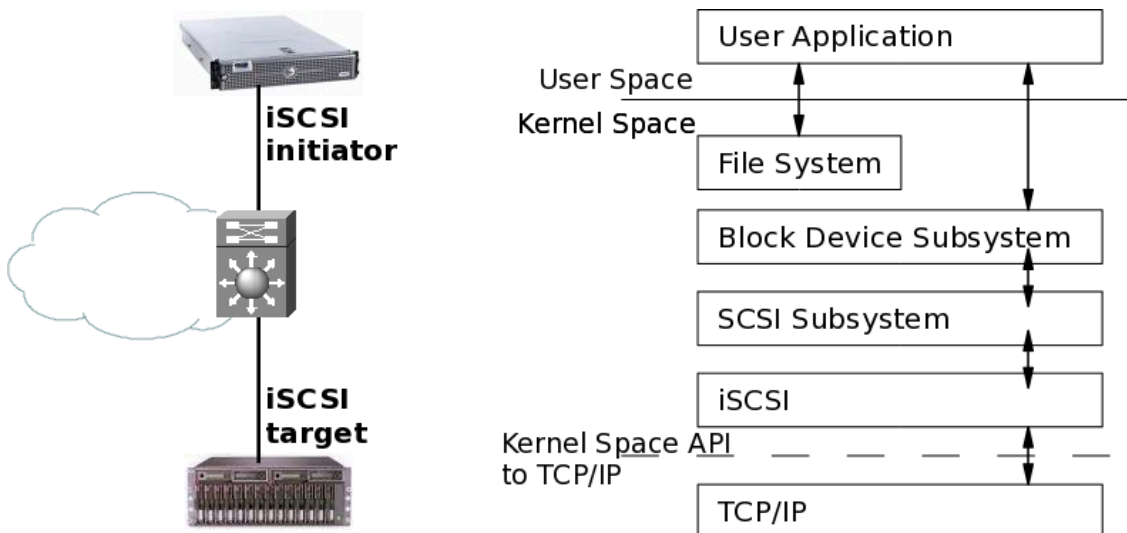 iSCSI
initiator
iSCSI
target
User Application
User Space
Kernel Space
File System
Block Device Subsystem
SCSI Subsystem
iSCSI
Kernel Space API
to TCP/IP
TCP/IP